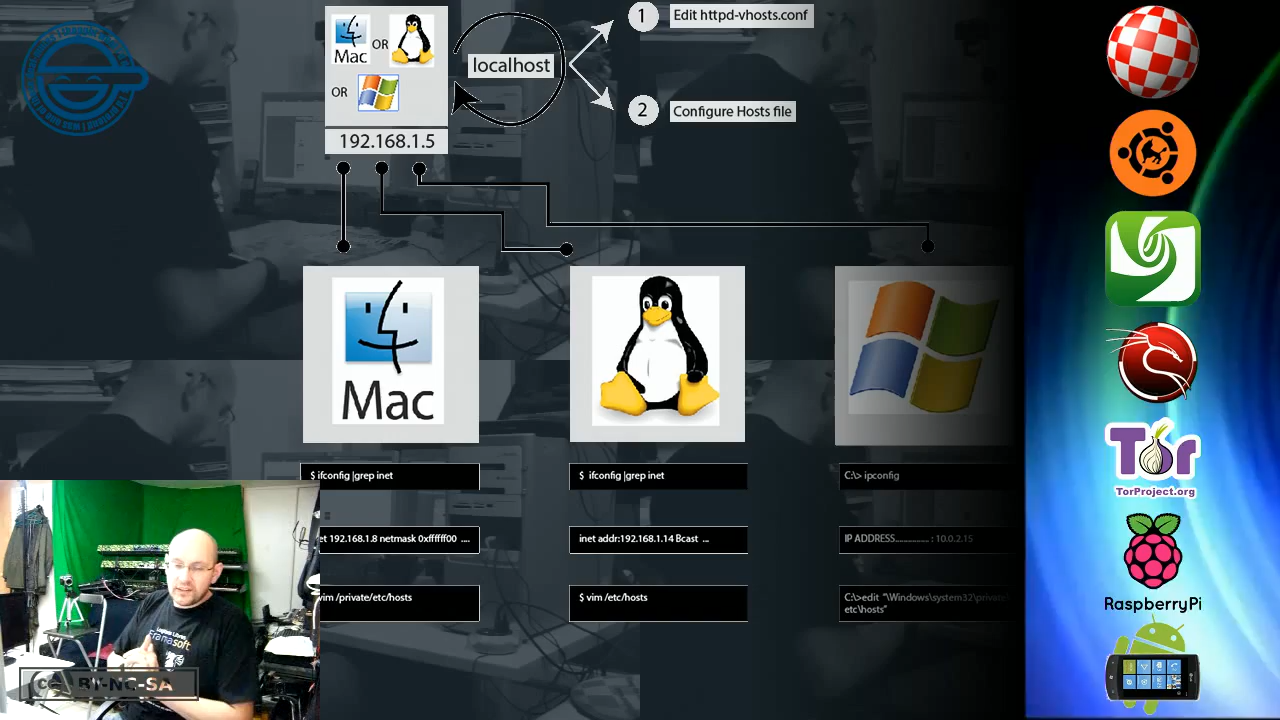 Mac
OR
OR
192.168.1.5
localhost
1
Edit httpd-vhosts.conf
2
Configure Hosts file
Mac
$ ifconfig |grep inet
$ ifconfig |grep inet
C:\> ipconfig
et 192.168.1.8 netmask 0xffffff00 ....
inet addr:192.168.1.14 Bcast ...
IP ADDRESS............... : 10.0.2.15
vim /private/etc/hosts
$ vim /etc/hosts
C:\>edit "\Windows\system32\private\
etc\hosts"
Tor
TorProject.org
RaspberryPi
Framasoft
BY-NC-SA